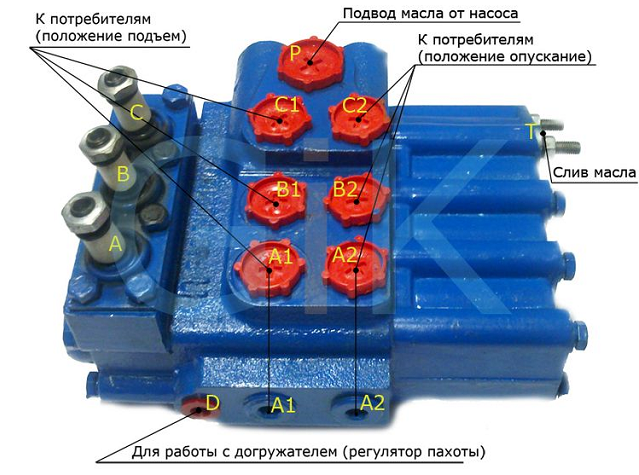 Подвод масла от насоса
К потребителям
(положение подъем)
К потребителям
(положение опускание)
P
C1 C2
C
T
Слив масла
B
B1 B2
A
A1 A2
D A1 A2
Для работы с догружателем (регулятор пахоты)
GTK